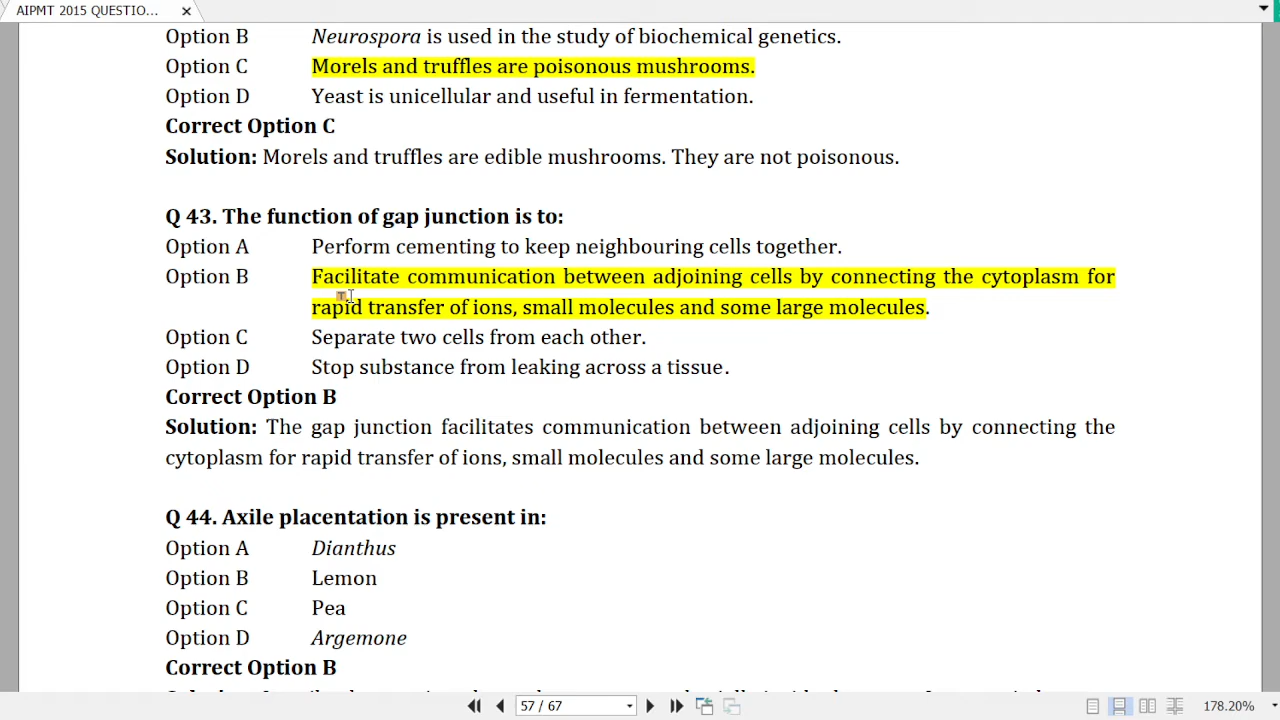 AIPMT 2015 QUESTIO...
Option B Neurospora is used in the study of biochemical genetics.
Option C Morels and truffles are poisonous mushrooms.
Option D Yeast is unicellular and useful in fermentation.
Correct Option C
Solution: Morels and truffles are edible mushrooms. They are not poisonous.
Q 43. The function of gap junction is to:
Option A Perform cementing to keep neighbouring cells together.
Option B Facilitate communication between adjoining cells by connecting the cytoplasm for
rapid transfer of ions, small molecules and some large molecules.
Option C Separate two cells from each other.
Option D Stop substance from leaking across a tissue.
Correct Option B
Solution: The gap junction facilitates communication between adjoining cells by connecting the
cytoplasm for rapid transfer of ions, small molecules and some large molecules.
Q 44. Axile placentation is present in:
Option A Dianthus
Option B Lemon
Option C Pea
Option D Argemone
Correct Option B
57 / 67
178.20%